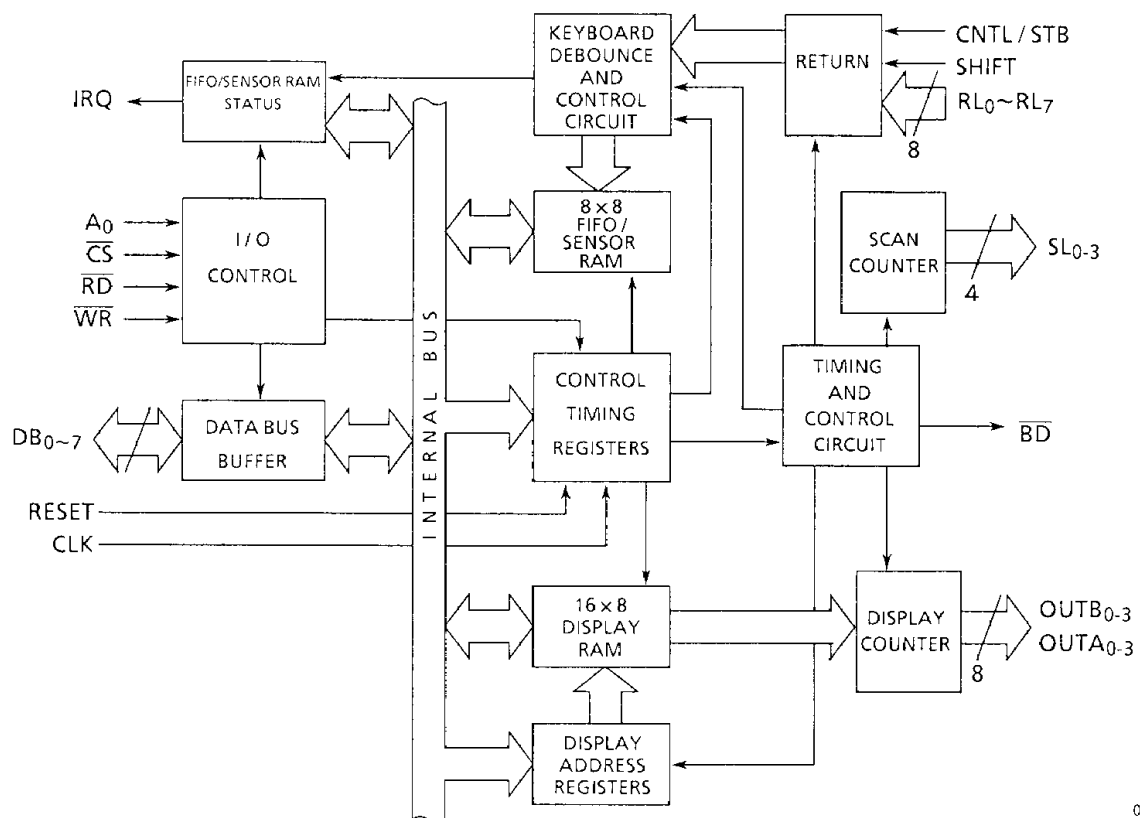 KEYBOARD
DEBOUNCE
AND
CONTROL
CIRCUIT
RETURN
CNTL / STB
SHIFT
RL0~RL7
8
FIFO/SENSOR RAM
STATUS
IRQ
8 × 8
FIFO /
SENSOR
RAM
SCAN
COUNTER
SL0-3
4
A0
CS
RD
WR
I / O
CONTROL
INTERNAL BUS
CONTROL
TIMING
REGISTERS
TIMING
AND
CONTROL
CIRCUIT
BD
DB0~7
DATA BUS
BUFFER
RESET
CLK
16 × 8
DISPLAY
RAM
DISPLAY
COUNTER
OUTB0-3
OUTA0-3
8
DISPLAY
ADDRESS
REGISTERS
0